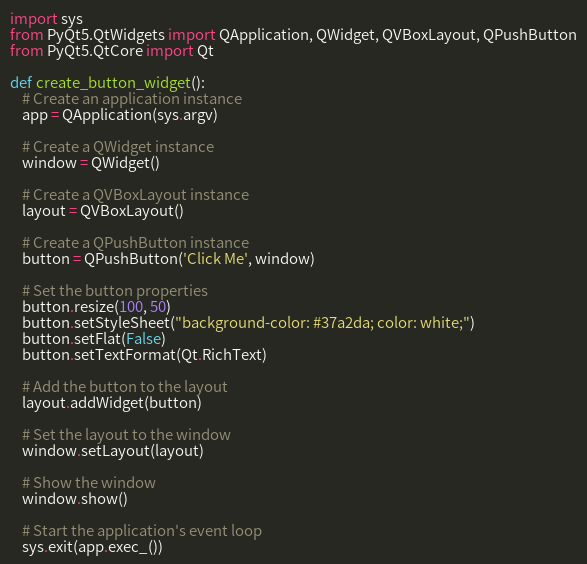 import sys
from PyQt5.QtWidgets import QApplication, QWidget, QVBoxLayout, QPushButton
from PyQt5.QtCore import Qt

def create_button_widget():
    # Create an application instance
    app = QApplication(sys.argv)

    # Create a QWidget instance
    window = QWidget()

    # Create a QVBoxLayout instance
    layout = QVBoxLayout()

    # Create a QPushButton instance
    button = QPushButton('Click Me', window)

    # Set the button properties
    button.resize(100, 50)
    button.setStyleSheet("background-color: #37a2da; color: white;")
    button.setFlat(False)
    button.setTextFormat(Qt.RichText)

    # Add the button to the layout
    layout.addWidget(button)

    # Set the layout to the window
    window.setLayout(layout)

    # Show the window
    window.show()

    # Start the application's event loop
    sys.exit(app.exec_())